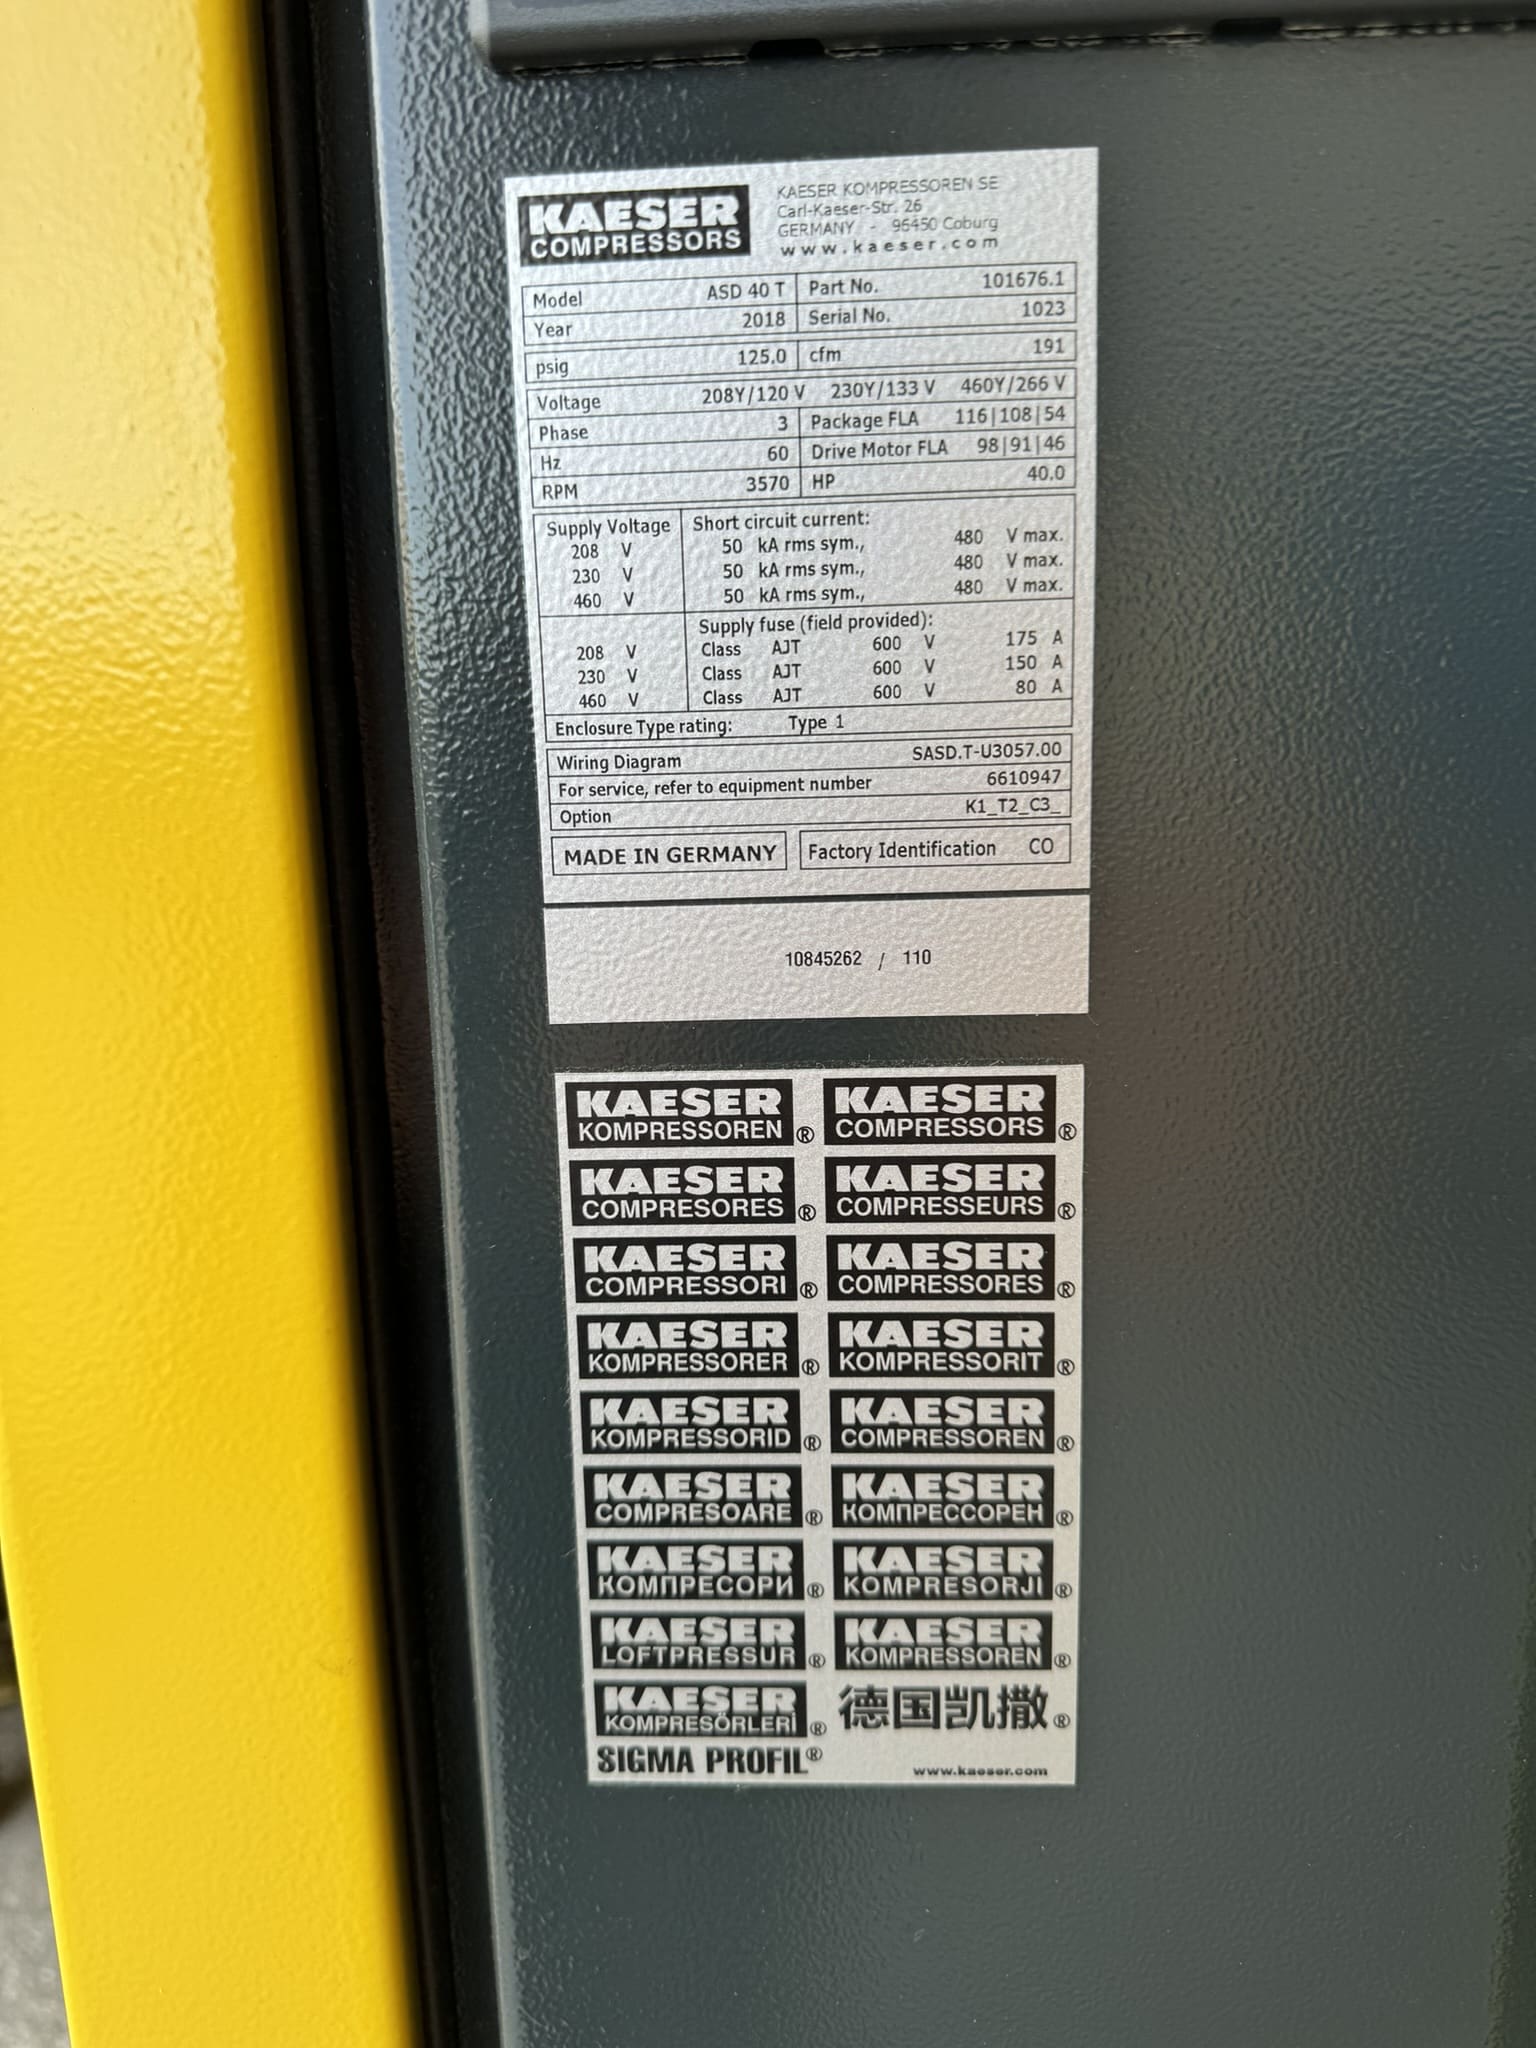 KAESER
COMPRESSORS
KAESER KOMPRESSOREN SE
Carl-Kaeser-Str. 26
GERMANY - 96450 Coburg
www.kaeser.com
Model ASD 40 T Part No. 101676.1
Year 2018 Serial No. 1023
psig 125.0 cfm 191
Voltage 208Y/120 V 230Y/133 V 460Y/266 V
Phase 3 Package FLA 116|108|54
Hz 60 Drive Motor FLA 98|91|46
RPM 3570 HP 40.0
Supply Voltage Short circuit current:
208 V 50 kA rms sym., 480 V max.
230 V 50 kA rms sym., 480 V max.
460 V 50 kA rms sym., 480 V max.
Supply fuse (field provided):
208 V Class AJT 600 V 175 A
230 V Class AJT 600 V 150 A
460 V Class AJT 600 V 80 A
Enclosure Type rating: Type 1
Wiring Diagram SASD.T-U3057.00
For service, refer to equipment number 6610947
Option K1_T2_C3_
MADE IN GERMANY Factory Identification CO
10845262 / 110
KAESER KAESER
KOMPRESSOREN ® COMPRESSORS ®
KAESER KAESER
COMPRESORES ® COMPRESSEURS ®
KAESER KAESER
COMPRESSORI ® COMPRESSORES ®
KAESER KAESER
KOMPRESSORER ® KOMPRESSORIT ®
KAESER KAESER
KOMPRESSORID ® COMPRESSOREN ®
KAESER KAESER
COMPRESOARE ® КОМПРЕССОРЕН ®
KAESER KAESER
КОМПРЕСОРИ ® KOMPRESORJI ®
KAESER KAESER
LOFTPRESSUR ® KOMPRESSOREN ®
KAESER 德国凯撒®
KOMPRESÖRLERİ ®
SIGMA PROFIL® www.kaeser.com